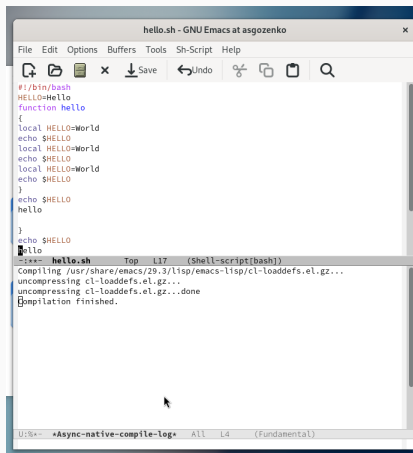 hello.sh - GNU Emacs at asgozenko
×
File Edit Options Buffers Tools Sh-Script Help
Save Undo
#!/bin/bash
HELLO=Hello
function hello
{
local HELLO=World
echo $HELLO
local HELLO=World
echo $HELLO
local HELLO=World
echo $HELLO
}
echo $HELLO
hello

}
echo $HELLO
hello
-:**- hello.sh Top L17 (Shell-script[bash])
Compiling /usr/share/emacs/29.3/lisp/emacs-lisp/cl-loaddefs.el.gz...
uncompressing cl-loaddefs.el.gz...
uncompressing cl-loaddefs.el.gz...done
Compilation finished.
U:%*- *Async-native-compile-log* All L4 (Fundamental)